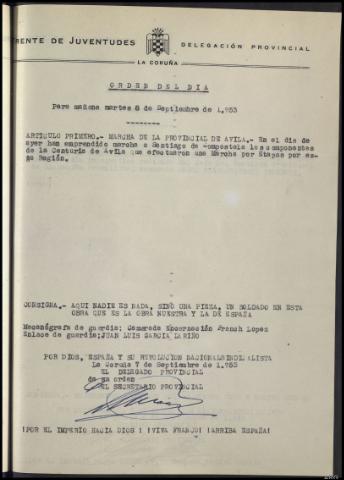 FRENTE DE JUVENTUDES
DELEGACIÓN PROVINCIAL
LA CORUÑA
ORDEN DEL DIA
Para mañana martes 8 de Septiembre de 1.953
ARTICULO PRIMERO.- MARCHA DE LA PROVINCIAL DE AVILA.- En el dia de
ayer han emprendido marcha a Santiago de Compostela los componentes
de la Centuria de Avila que efectuaron una Marcha por Etapas por es-
ta Región.
CONSIGNA.- AQUI NADIE ES NADA, SINO UNA PIEZA, UN SOLDADO EN ESTA
OBRA QUE ES LA OBRA NUESTRA Y LA DE ESPAÑA
Mecanógrafa de guardia: Camarada Encarnación Franch Lopez
Enlace de guardia; JUAN LUIS GARCIA LARIÑO
POR DIOS, ESPAÑA Y SU REVOLUCION NACIONALSINDICALISTA
La Coruña 7 de Septiembre de 1.953
EL DELEGADO PROVINCIAL
de su orden
EL SECRETARIO PROVINCIAL
¡POR EL IMPERIO HACIA DIOS ! ¡VIVA FRANCO! ¡ARRIBA ESPAÑA!